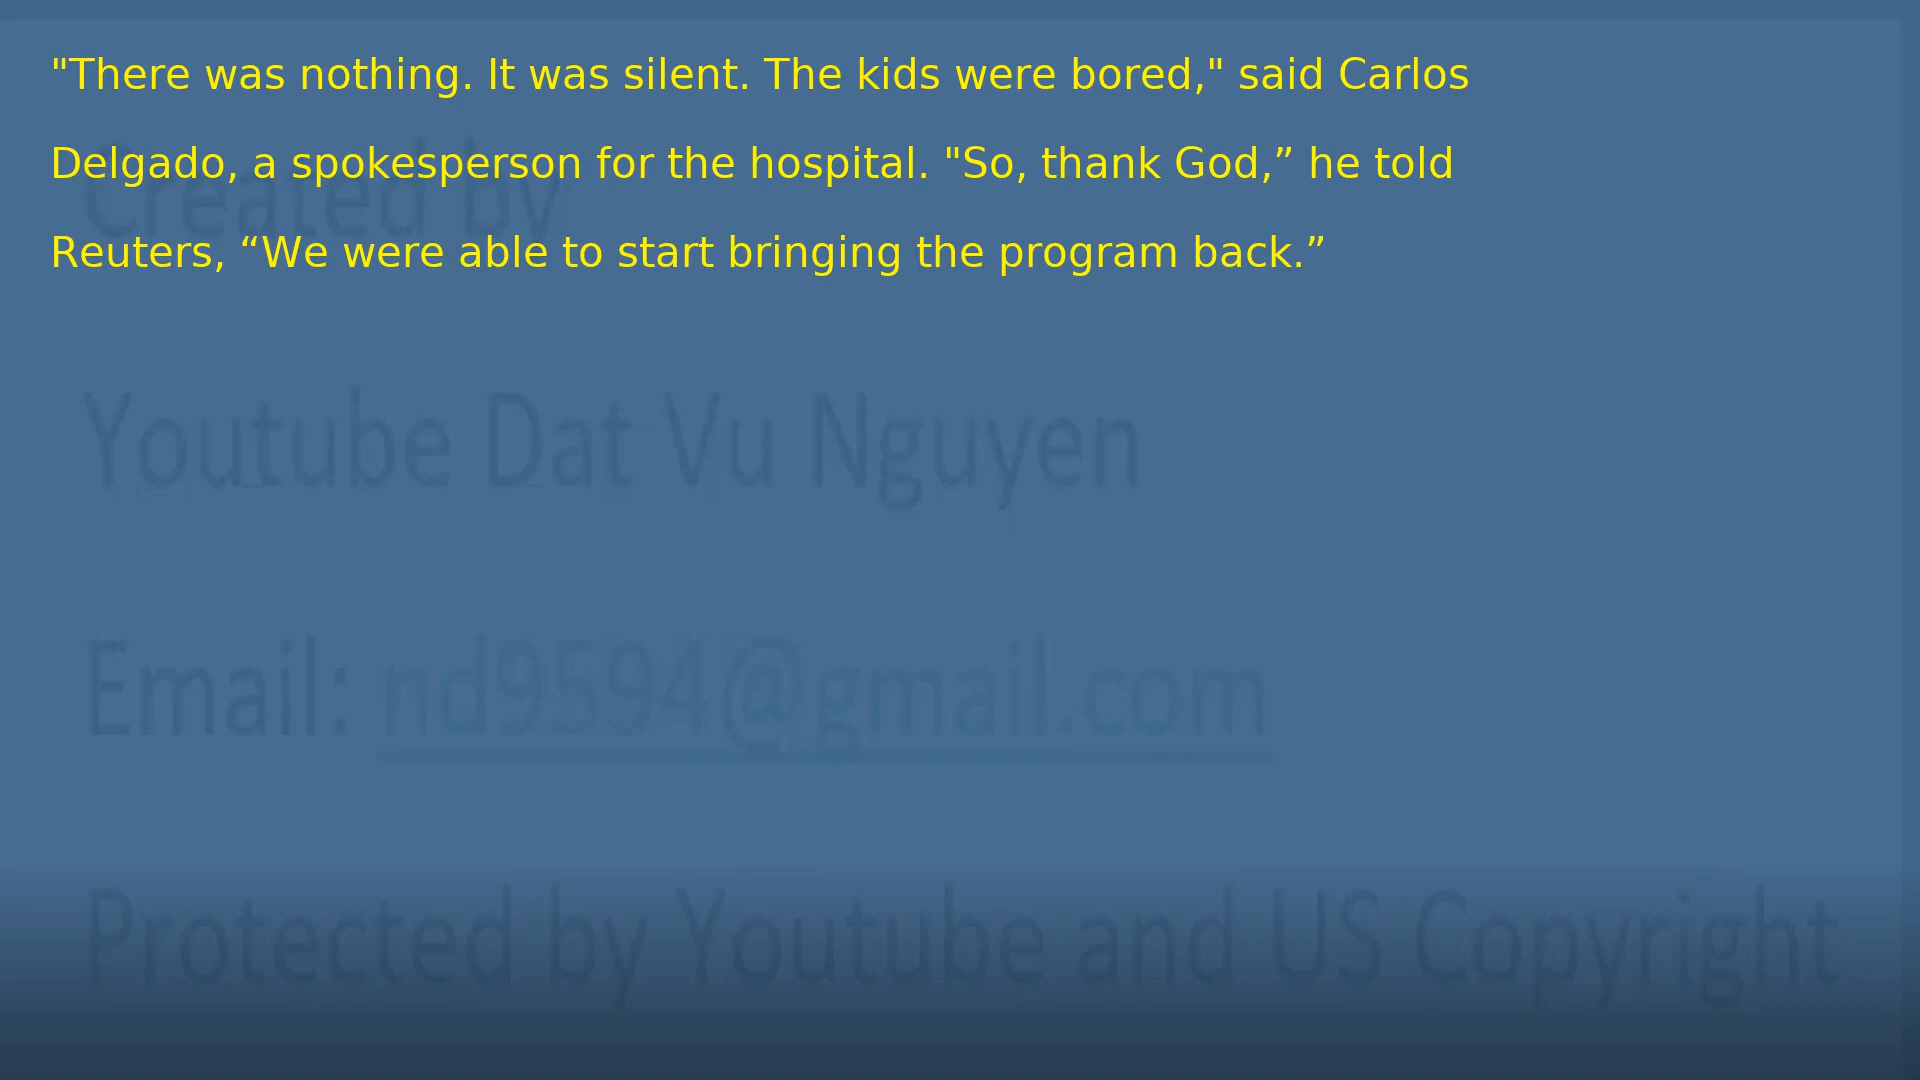 "There was nothing. It was silent. The kids were bored," said Carlos
Delgado, a spokesperson for the hospital. "So, thank God,” he told
Created by
Reuters, “We were able to start bringing the program back.”
Youtube Dat Vu Nguyen
Email: nd9594@gmail.com
Protected by Youtube and US Copyright